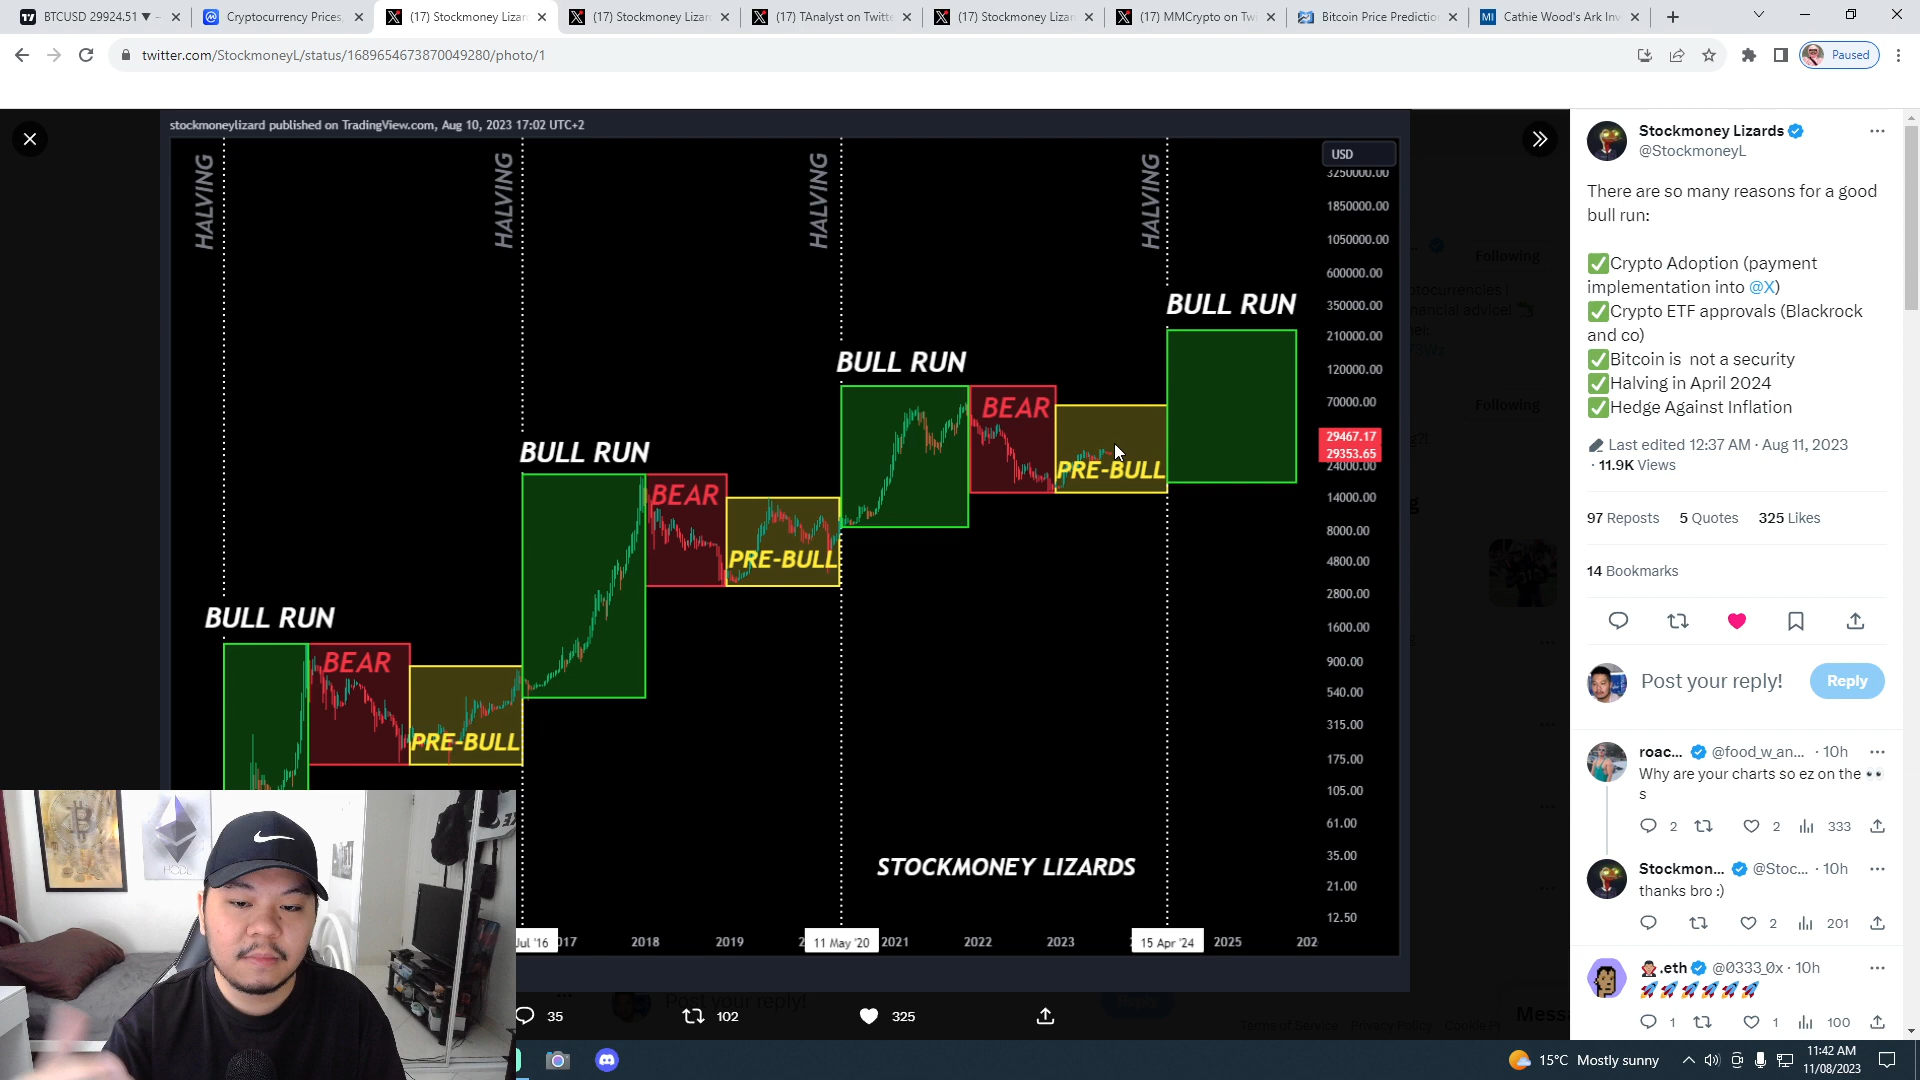 BTCUSD 29924.51 ▼
Cryptocurrency Prices,
(17) Stockmoney Lizar
(17) Stockmoney Lizar
(17) TAnalyst on Twitte
(17) Stockmoney Lizar
(17) MMCrypto on Tw
Bitcoin Price Predictio
Cathie Wood's Ark Inv
twitter.com/StockmoneyL/status/1689654673870049280/photo/1
Paused
stockmoneylizard published on TradingView.com, Aug 10, 2023 17:02 UTC+2
HALVING
HALVING
HALVING
HALVING
USD
3250000.00
1850000.00
1050000.00
600000.00
350000.00
210000.00
120000.00
70000.00
29467.17
29353.65
24000.00
14000.00
8000.00
4800.00
2800.00
1600.00
900.00
540.00
315.00
175.00
105.00
61.00
35.00
21.00
12.50
BULL RUN
BULL RUN
BEAR
PRE-BULL
BULL RUN
BEAR
PRE-BULL
BULL RUN
BEAR
PRE-BULL
STOCKMONEY LIZARDS
Jul '16
2018
2019
11 May '20
2021
2022
2023
15 Apr '24
2025
35
102
325
Stockmoney Lizards
@StockmoneyL
There are so many reasons for a good
bull run:
✅Crypto Adoption (payment
implementation into @X)
✅Crypto ETF approvals (Blackrock
and co)
✅Bitcoin is not a security
✅Halving in April 2024
✅Hedge Against Inflation
Last edited 12:37 AM · Aug 11, 2023
· 11.9K Views
97 Reposts 5 Quotes 325 Likes
14 Bookmarks
Post your reply!
Reply
roac... @food_w_an... · 10h
Why are your charts so ez on the 👀
s
2 2 333
Stockmon... @Stoc... · 10h
thanks bro :)
2 201
.eth @0333_0x · 10h
🚀🚀🚀🚀🚀🚀
1 1 100
Following
Following
Post your reply!
Reply
Terms of Service Privacy Policy
HODL
15°C Mostly sunny
11:42 AM
11/08/2023